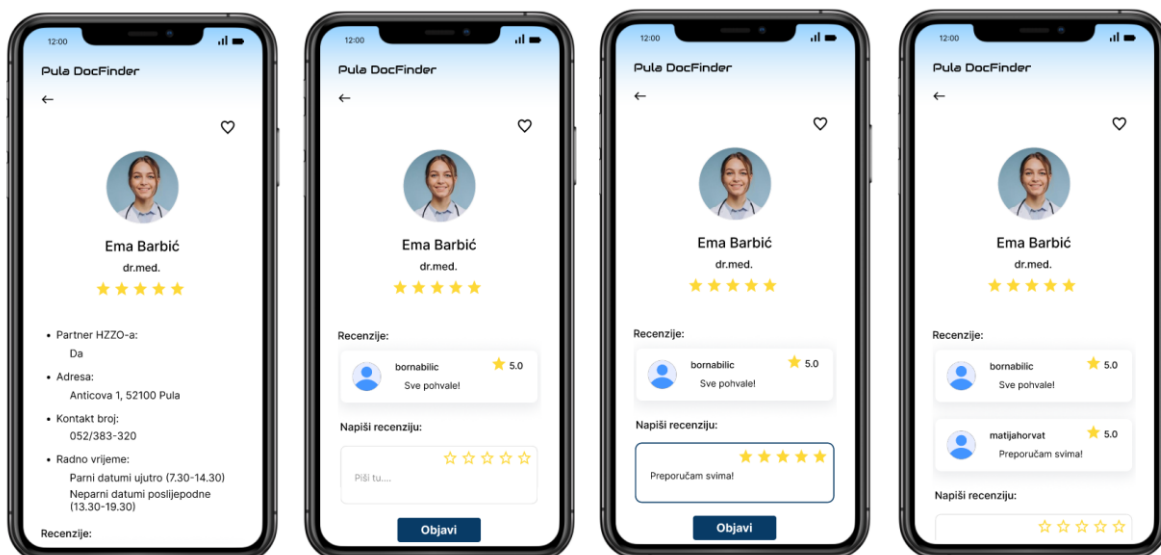 12:00
Pula DocFinder
Ema Barbić
dr.med.
• Partner HZZO-a:
Da
• Adresa:
Anticova 1, 52100 Pula
• Kontakt broj:
052/383-320
• Radno vrijeme:
Parni datumi ujutro (7.30-14.30)
Neparni datumi poslijepodne
(13.30-19.30)
Recenzije:
12:00
Pula DocFinder
Ema Barbić
dr.med.
Recenzije:
bornabilic 5.0
Sve pohvale!
Napiši recenziju:
Piši tu....
Objavi
12:00
Pula DocFinder
Ema Barbić
dr.med.
Recenzije:
bornabilic 5.0
Sve pohvale!
Napiši recenziju:
Preporučam svima!
Objavi
12:00
Pula DocFinder
Ema Barbić
dr.med.
Recenzije:
bornabilic 5.0
Sve pohvale!
matijahorvat 5.0
Preporučam svima!
Napiši recenziju: